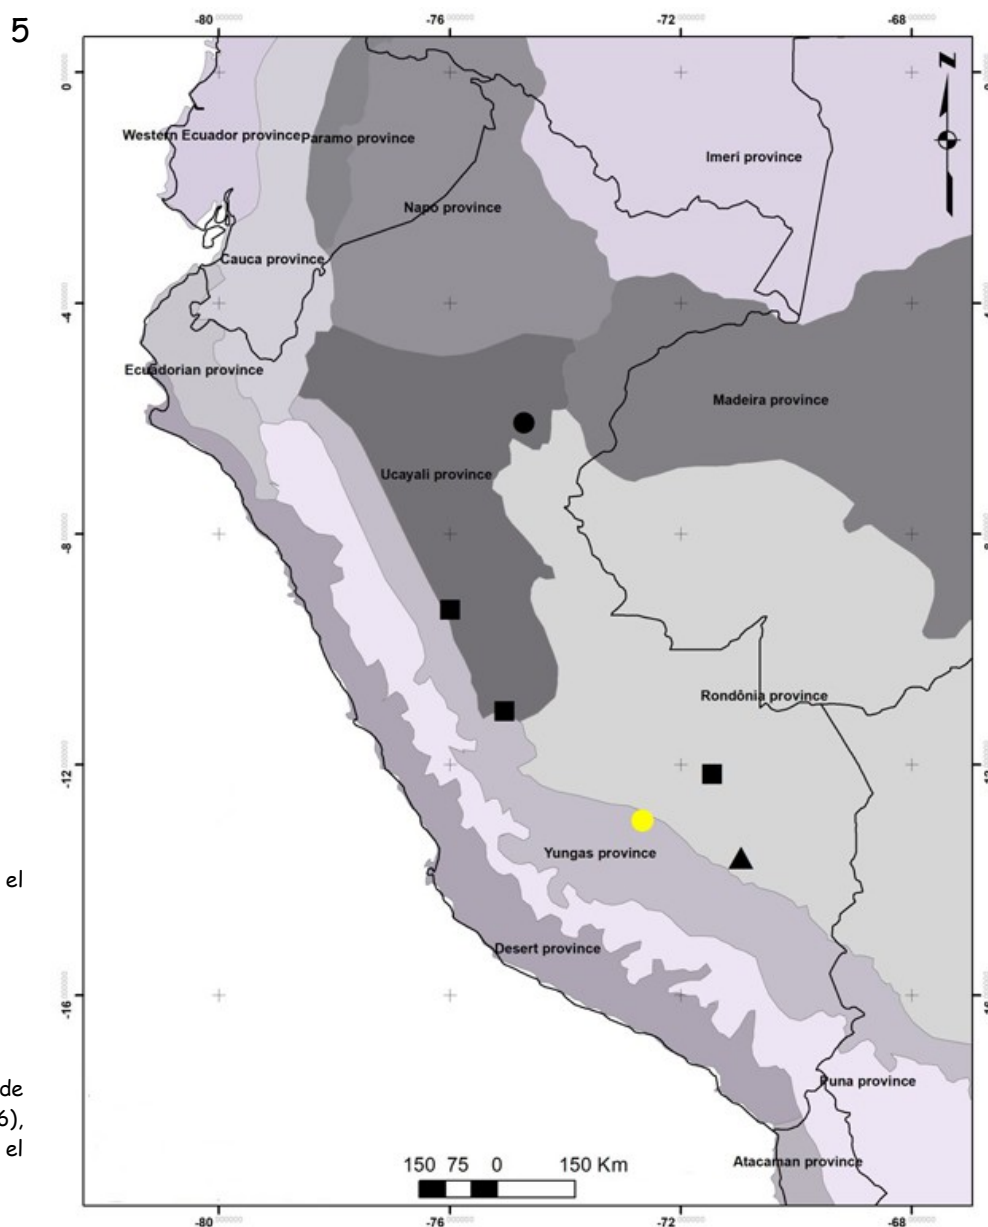 5
-80 -76 -72 -68
0
Western Ecuador province
Paramo province
Imeri province
N
Napo province
Cauca province
-4
Ecuadorian province
Madeira province
Ucayali province
-8
Rondônia province
-12
Yungas province
el
Desert province
-16
Puna province
de
6),
el
Atacaman province
150 75 0 150 Km
-80 -76 -72 -68